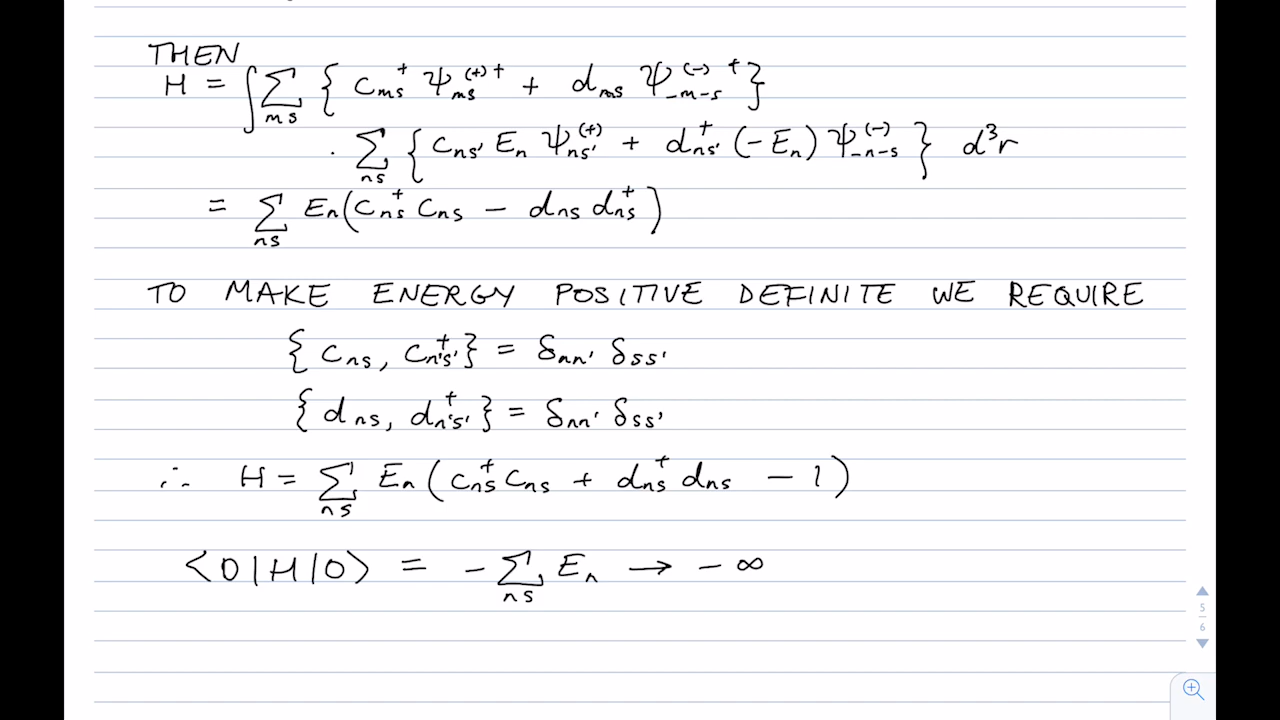 THEN
H = ∫ Σ_{ms} { c_{ms}^† ψ_{ms}^{(+)†} + d_{ms} ψ_{-m-s}^{(-)†} }
· Σ_{ns} { c_{ns'} E_n ψ_{ns'}^{(+)} + d_{ns'}^† (-E_n) ψ_{-n-s}^{(-)} } d³r
= Σ_{ns} E_n ( c_{ns}^† c_{ns} - d_{ns} d_{ns}^† )
TO MAKE ENERGY POSITIVE DEFINITE WE REQUIRE
{ c_{ns}, c_{n's'}^† } = δ_{nn'} δ_{ss'}
{ d_{ns}, d_{n's'}^† } = δ_{nn'} δ_{ss'}
∴ H = Σ_{ns} E_n ( c_{ns}^† c_{ns} + d_{ns}^† d_{ns} - 1 )
<0|H|0> = - Σ_{ns} E_n → - ∞
5
6